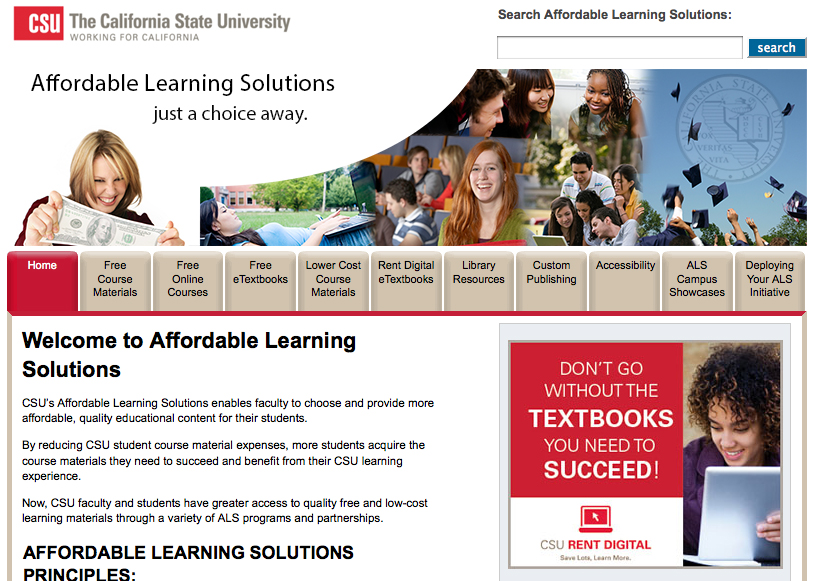 CSU The California State University
WORKING FOR CALIFORNIA
Search Affordable Learning Solutions:
search
Affordable Learning Solutions
just a choice away.
Home
Free
Course
Materials
Free
Online
Courses
Free
eTextbooks
Lower Cost
Course
Materials
Rent Digital
eTextbooks
Library
Resources
Custom
Publishing
Accessibility
ALS
Campus
Showcases
Deploying
Your ALS
Initiative
Welcome to Affordable Learning
Solutions
CSU's Affordable Learning Solutions enables faculty to choose and provide more
affordable, quality educational content for their students.
By reducing CSU student course material expenses, more students acquire the
course materials they need to succeed and benefit from their CSU learning
experience.
Now, CSU faculty and students have greater access to quality free and low-cost
learning materials through a variety of ALS programs and partnerships.
AFFORDABLE LEARNING SOLUTIONS
PRINCIPLES:
DON'T GO
WITHOUT THE
TEXTBOOKS
YOU NEED TO
SUCCEED!
CSU RENT DIGITAL
Save Lots, Learn More.